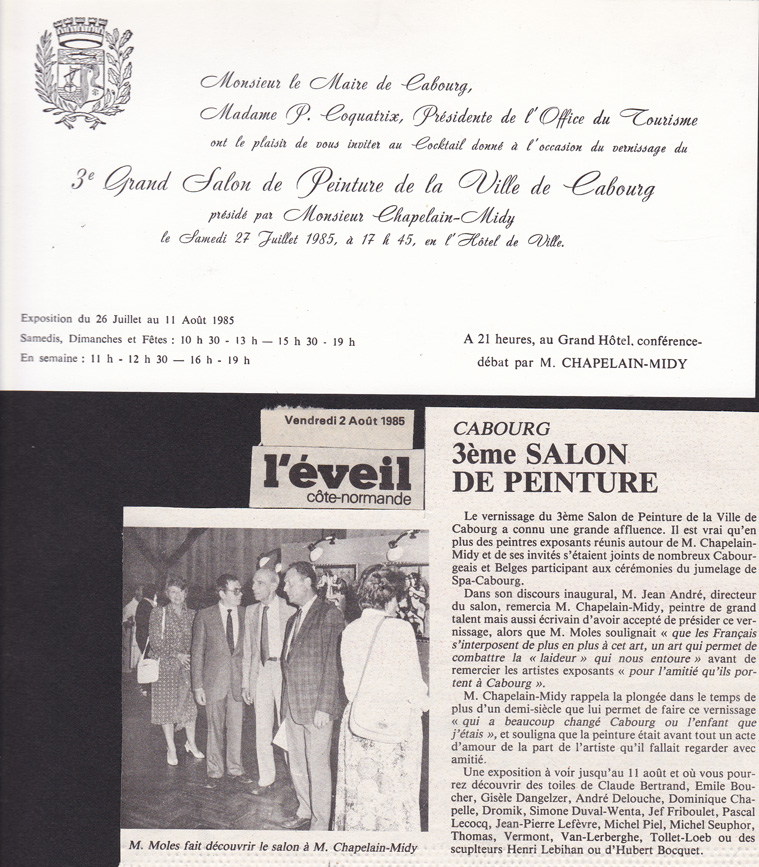 Monsieur le Maire de Cabourg,
Madame P. Coquatrix, Présidente de l'Office du Tourisme
ont le plaisir de vous inviter au Cocktail donné à l'occasion du vernissage du
3e Grand Salon de Peinture de la Ville de Cabourg
présidé par Monsieur Chapelain-Midy
le Samedi 27 Juillet 1985, à 17 h 45, en l'Hôtel de Ville.
Exposition du 26 Juillet au 11 Août 1985
Samedis, Dimanches et Fêtes : 10 h 30 - 13 h — 15 h 30 - 19 h
En semaine : 11 h - 12 h 30 — 16 h - 19 h
A 21 heures, au Grand Hôtel, conférence-
débat par M. CHAPELAIN-MIDY
Vendredi 2 Août 1985
l'éveil
côte-normande
CABOURG
3ème SALON
DE PEINTURE
Le vernissage du 3ème Salon de Peinture de la Ville de
Cabourg a connu une grande affluence. Il est vrai qu'en
plus des peintres exposants réunis autour de M. Chapelain-
Midy et de ses invités s'étaient joints de nombreux Cabour-
geais et Belges participant aux cérémonies du jumelage de
Spa-Cabourg.
Dans son discours inaugural, M. Jean André, directeur
du salon, remercia M. Chapelain-Midy, peintre de grand
talent mais aussi écrivain d'avoir accepté de présider ce ver-
nissage, alors que M. Moles soulignait « que les Français
s'interposent de plus en plus à cet art, un art qui permet de
combattre la « laideur » qui nous entoure » avant de
remercier les artistes exposants « pour l'amitié qu'ils por-
tent à Cabourg ».
M. Chapelain-Midy rappela la plongée dans le temps de
plus d'un demi-siècle que lui permet de faire ce vernissage
« qui a beaucoup changé Cabourg ou l'enfant que
j'étais », et souligna que la peinture était avant tout un acte
d'amour de la part de l'artiste qu'il fallait regarder avec
amitié.
Une exposition à voir jusqu'au 11 août et où vous pour-
rez découvrir des toiles de Claude Bertrand, Emile Bou-
cher, Gisèle Dangelzer, André Delouche, Dominique Cha-
pelle, Dromik, Simone Duval-Wenta, Jef Friboulet, Pascal
Lecocq, Jean-Pierre Lefèvre, Michel Piel, Michel Seuphor,
Thomas, Vermont, Van-Lerberghe, Tollet-Loeb ou des
scuplteurs Henri Lebihan ou d'Hubert Bocquet.
M. Moles fait découvrir le salon à M. Chapelain-Midy